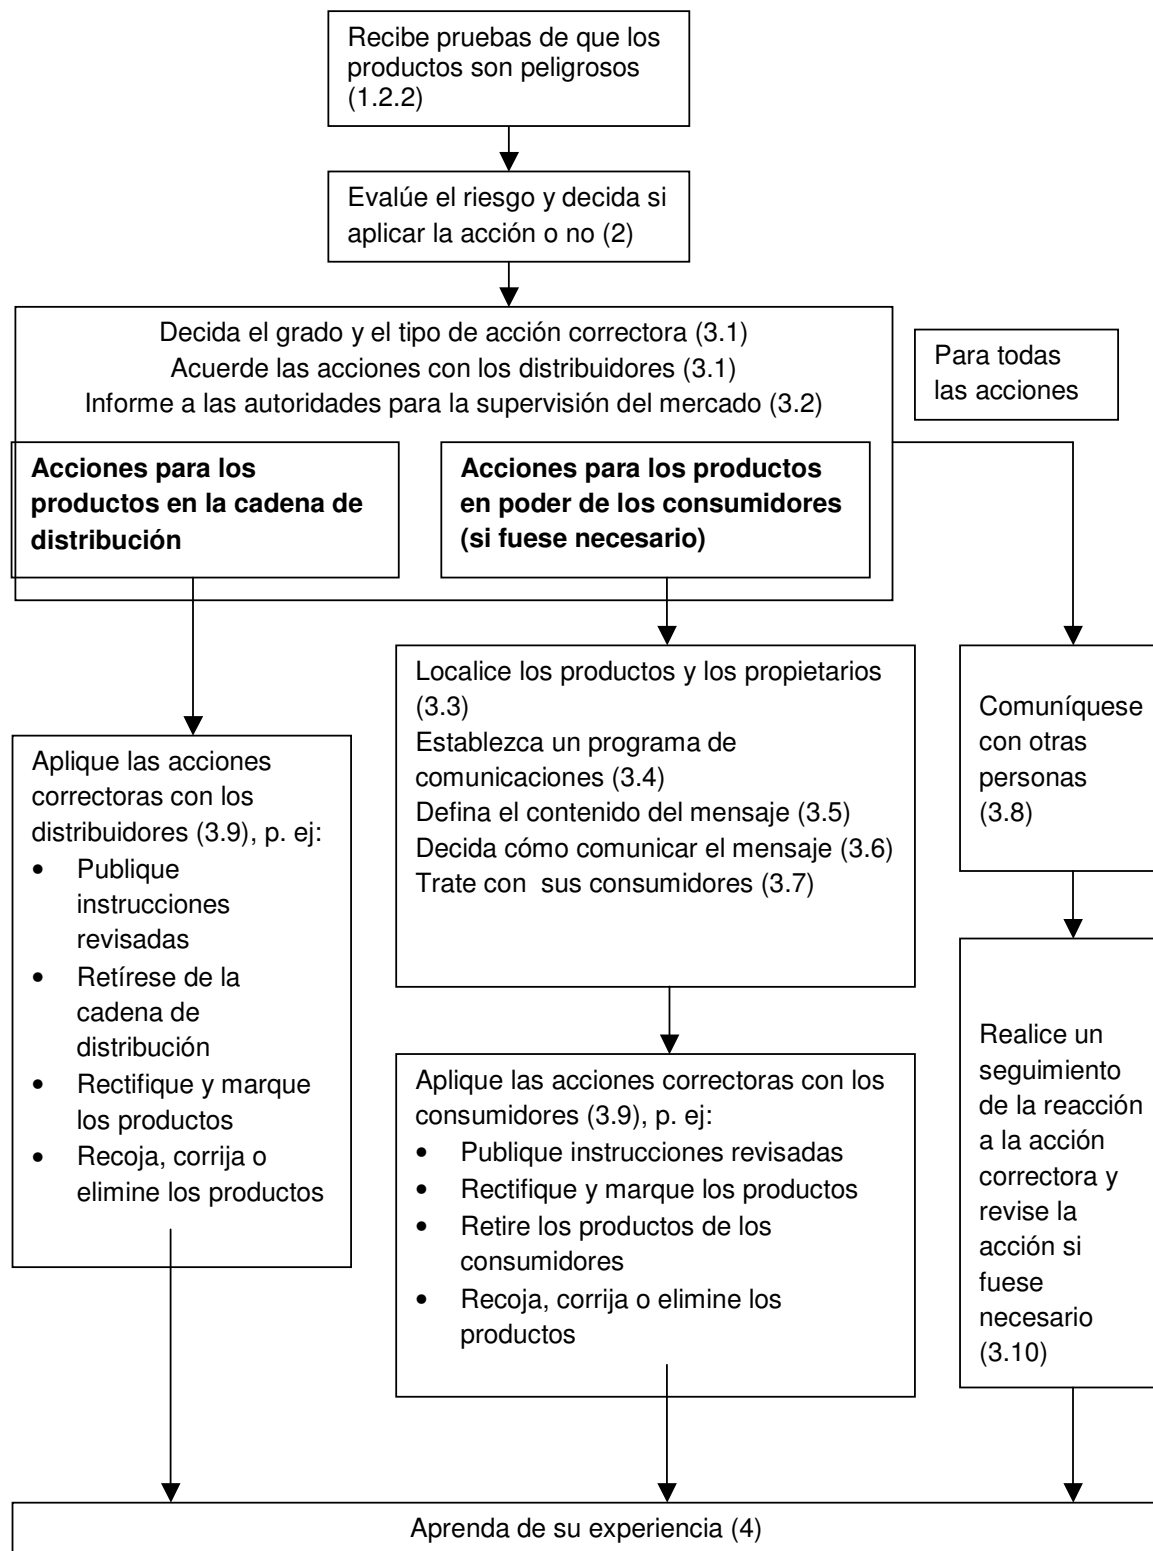 Recibe pruebas de que los
productos son peligrosos
(1.2.2)
Evalúe el riesgo y decida si
aplicar la acción o no (2)
Decida el grado y el tipo de acción correctora (3.1)
Acuerde las acciones con los distribuidores (3.1)
Informe a las autoridades para la supervisión del mercado (3.2)
Para todas
las acciones
Acciones para los
productos en la cadena de
distribución
Acciones para los productos
en poder de los consumidores
(si fuese necesario)
Aplique las acciones
correctoras con los
distribuidores (3.9), p. ej:
• Publique
instrucciones
revisadas
• Retírese de la
cadena de
distribución
• Rectifique y marque
los productos
• Recoja, corrija o
elimine los productos
Localice los productos y los propietarios
(3.3)
Establezca un programa de
comunicaciones (3.4)
Defina el contenido del mensaje (3.5)
Decida cómo comunicar el mensaje (3.6)
Trate con  sus consumidores (3.7)
Aplique las acciones correctoras con los
consumidores (3.9), p. ej:
• Publique instrucciones revisadas
• Rectifique y marque los productos
• Retire los productos de los
consumidores
• Recoja, corrija o elimine los
productos
Comuníquese
con otras
personas
(3.8)
Realice un
seguimiento
de la reacción
a la acción
correctora y
revise la
acción si
fuese
necesario
(3.10)
Aprenda de su experiencia (4)